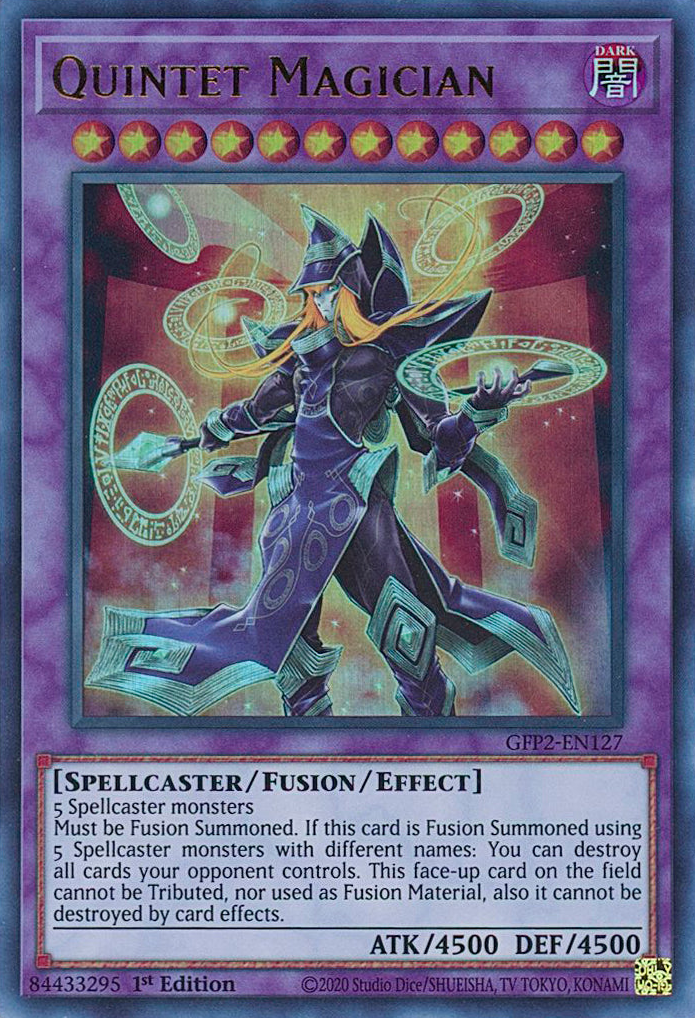 Quintet Magician
DARK
闇
GFP2-EN127
[Spellcaster/Fusion/Effect]
5 Spellcaster monsters
Must be Fusion Summoned. If this card is Fusion Summoned using
5 Spellcaster monsters with different names: You can destroy
all cards your opponent controls. This face-up card on the field
cannot be Tributed, nor used as Fusion Material, also it cannot be
destroyed by card effects.
ATK/4500 DEF/4500
84433295 1st Edition ©2020 Studio Dice/SHUEISHA, TV TOKYO, KONAMI